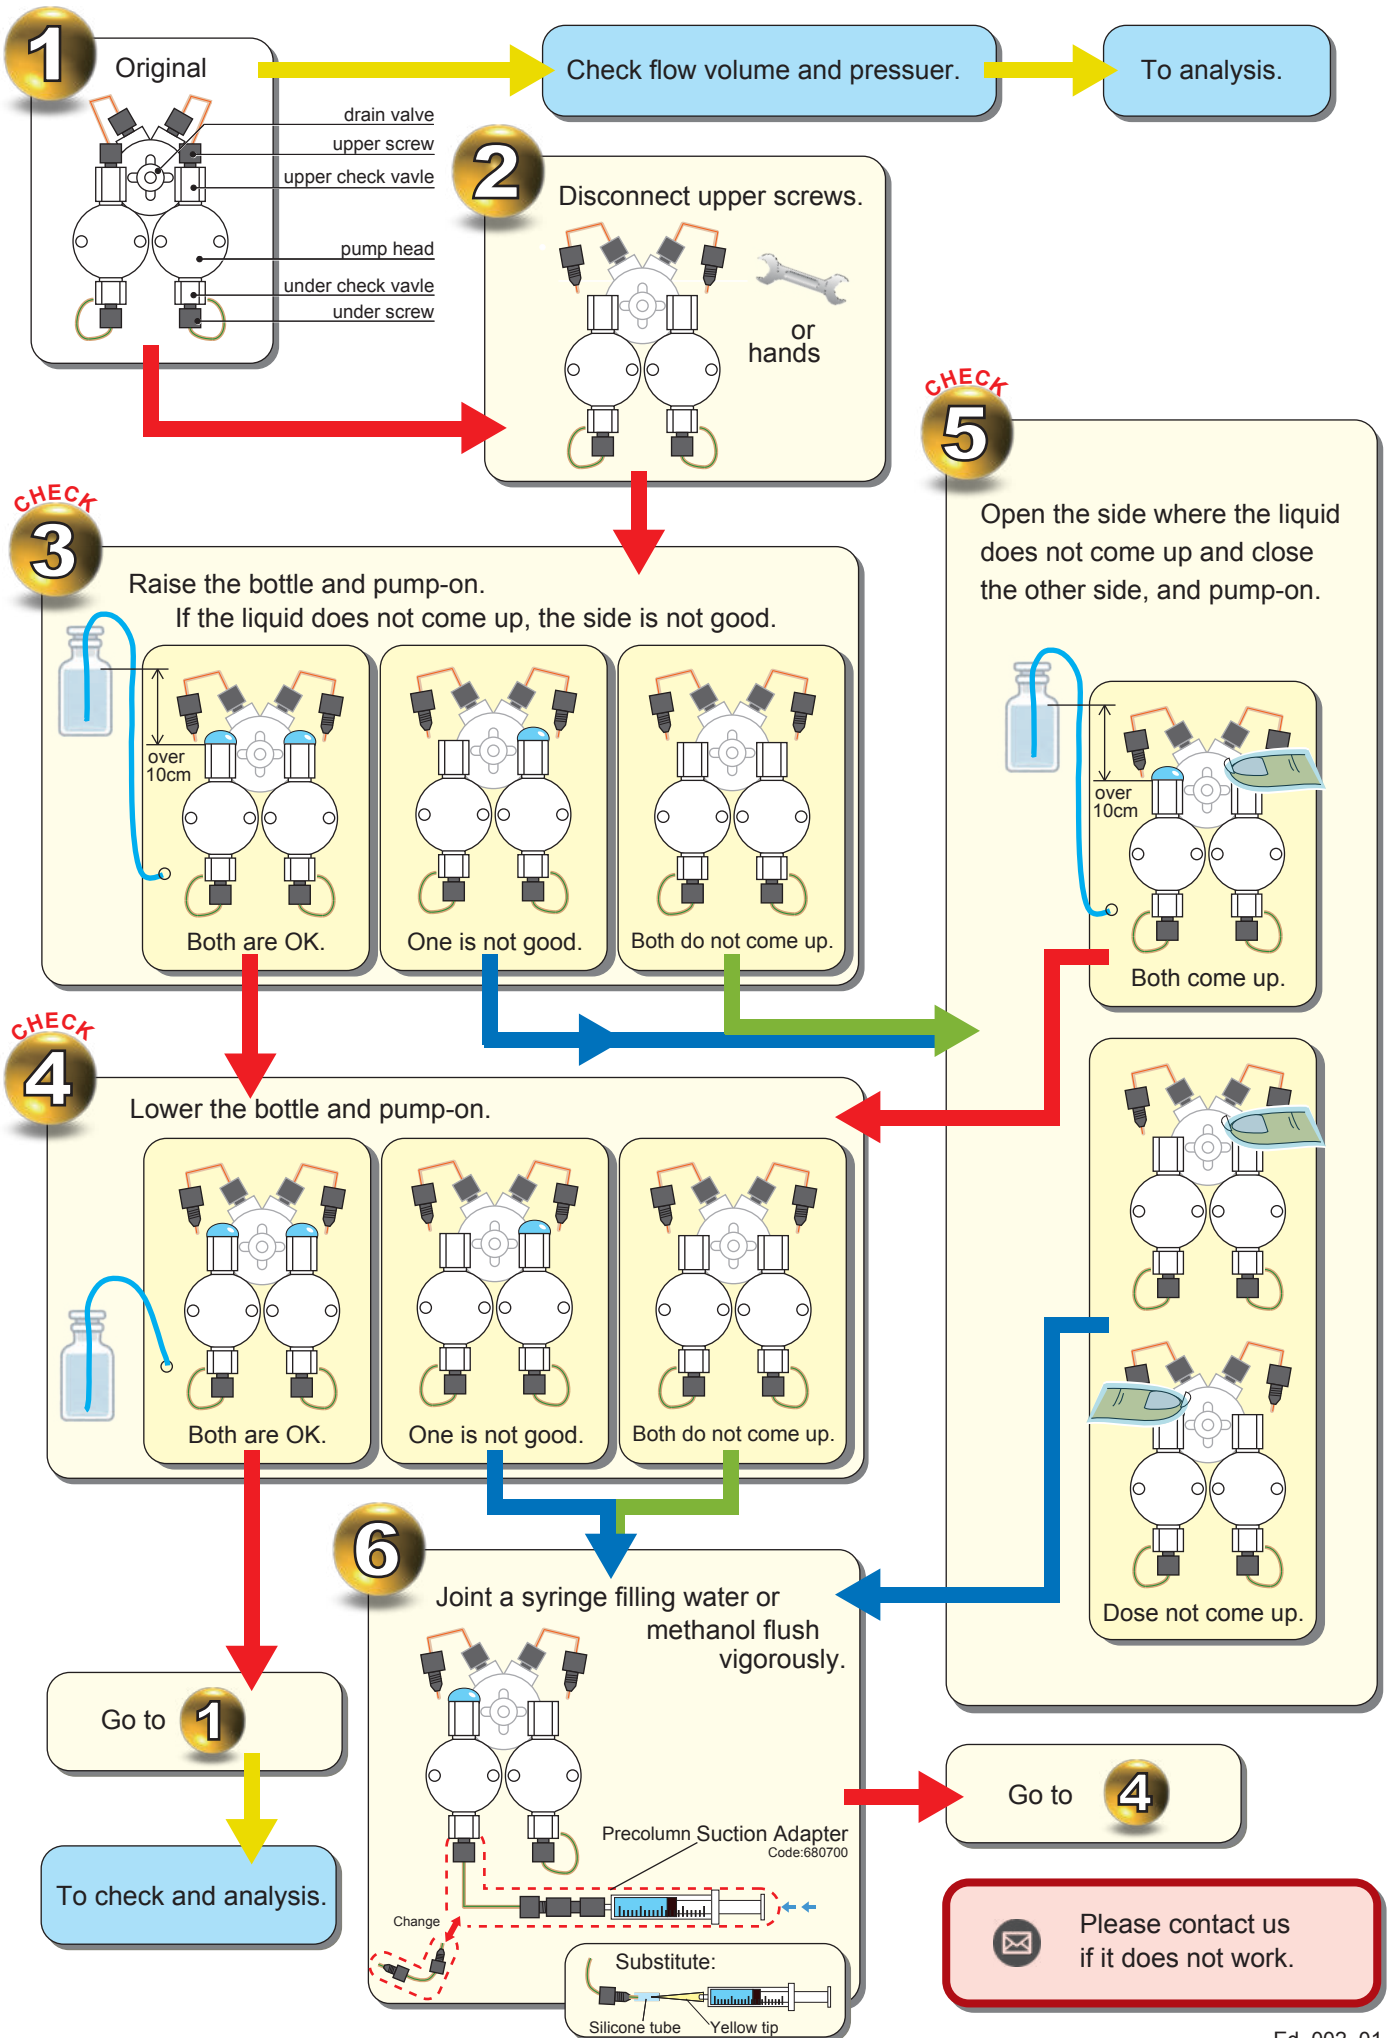 1
Original
Check flow volume and pressuer.
To analysis.
drain valve
upper screw
upper check vavle
pump head
under check vavle
under screw
2
Disconnect upper screws.
or
hands
CHECK
3
Raise the bottle and pump-on.
If the liquid does not come up, the side is not good.
over
10cm
Both are OK.
One is not good.
Both do not come up.
CHECK
4
Lower the bottle and pump-on.
Both are OK.
One is not good.
Both do not come up.
CHECK
5
Open the side where the liquid
does not come up and close
the other side, and pump-on.
over
10cm
Both come up.
Dose not come up.
6
Joint a syringe filling water or
methanol flush
vigorously.
Precolumn Suction Adapter
Code:680700
Change
Substitute:
Silicone tube
Yellow tip
Go to 1
To check and analysis.
Go to 4
Please contact us
if it does not work.